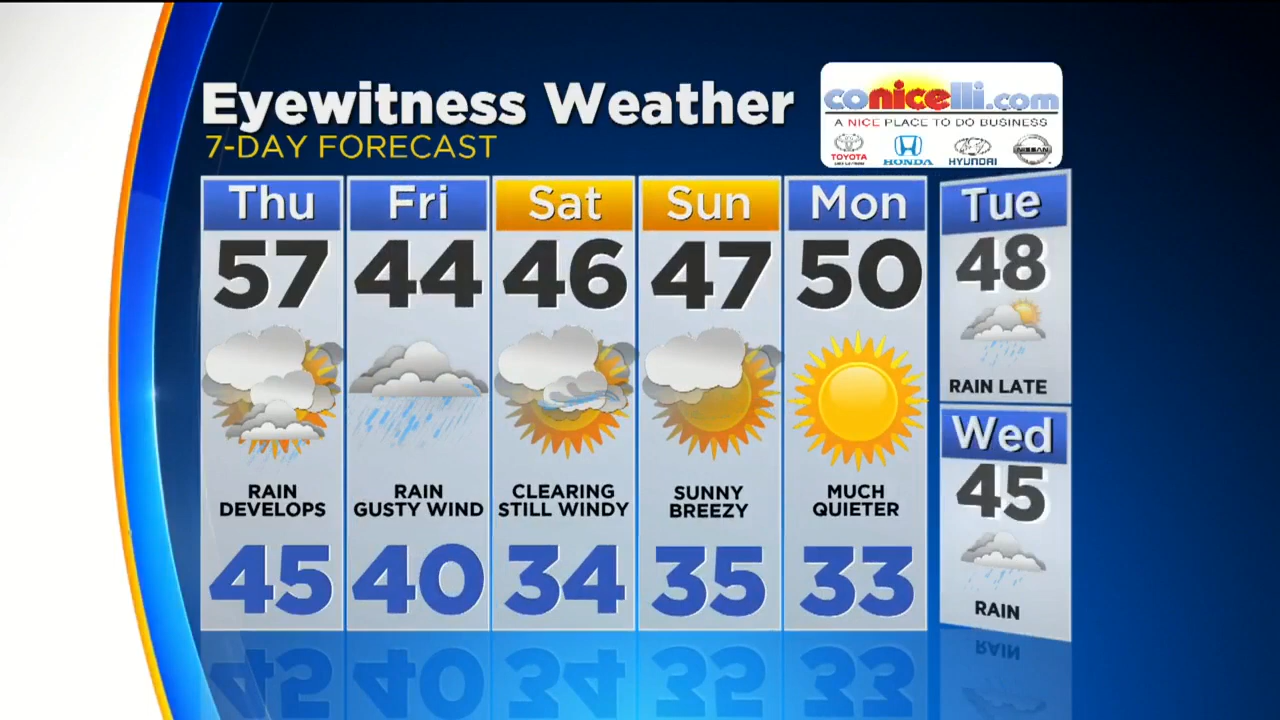 Eyewitness Weather
7-DAY FORECAST
conicelli.com
A NICE PLACE TO DO BUSINESS
TOYOTA
HONDA
HYUNDAI
NISSAN
Thu
57
RAIN
DEVELOPS
45
Fri
44
RAIN
GUSTY WIND
40
Sat
46
CLEARING
STILL WINDY
34
Sun
47
SUNNY
BREEZY
35
Mon
50
MUCH
QUIETER
33
Tue
48
RAIN LATE
Wed
45
RAIN